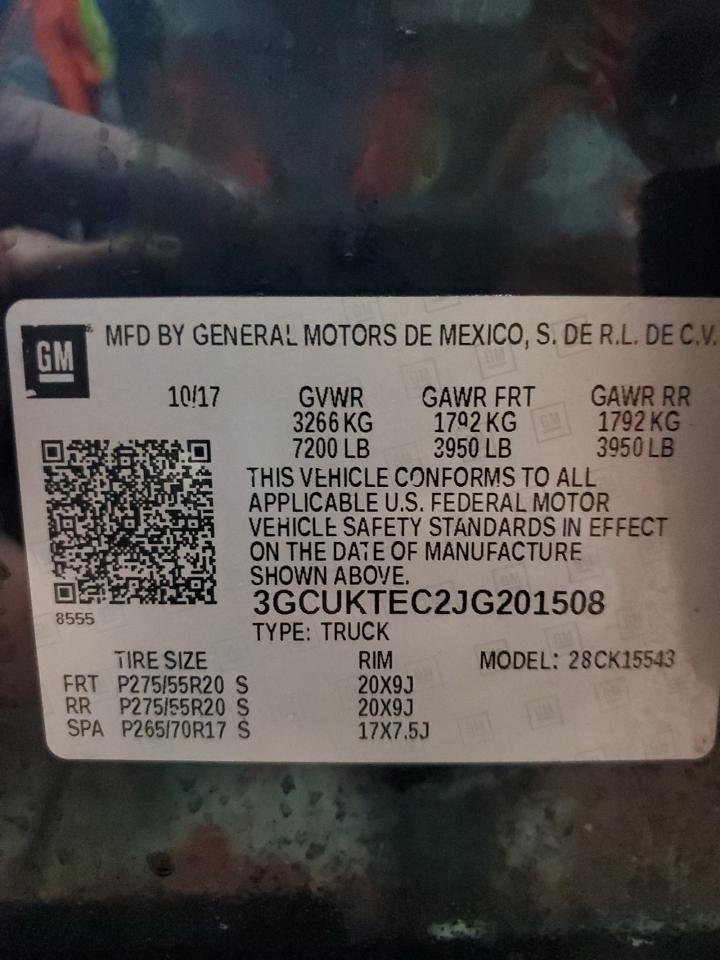 GM
MFD BY GENERAL MOTORS DE MEXICO, S. DE R.L. DE C.V.
10/17 GVWR GAWR FRT GAWR RR
3266 KG 1792 KG 1792 KG
7200 LB 3950 LB 3950 LB
THIS VEHICLE CONFORMS TO ALL
APPLICABLE U.S. FEDERAL MOTOR
VEHICLE SAFETY STANDARDS IN EFFECT
ON THE DATE OF MANUFACTURE
SHOWN ABOVE.
8555
3GCUKTEC2JG201508
TYPE: TRUCK
TIRE SIZE RIM MODEL: 28CK15543
FRT P275/55R20 S 20X9J
RR P275/55R20 S 20X9J
SPA P265/70R17 S 17X7.5J